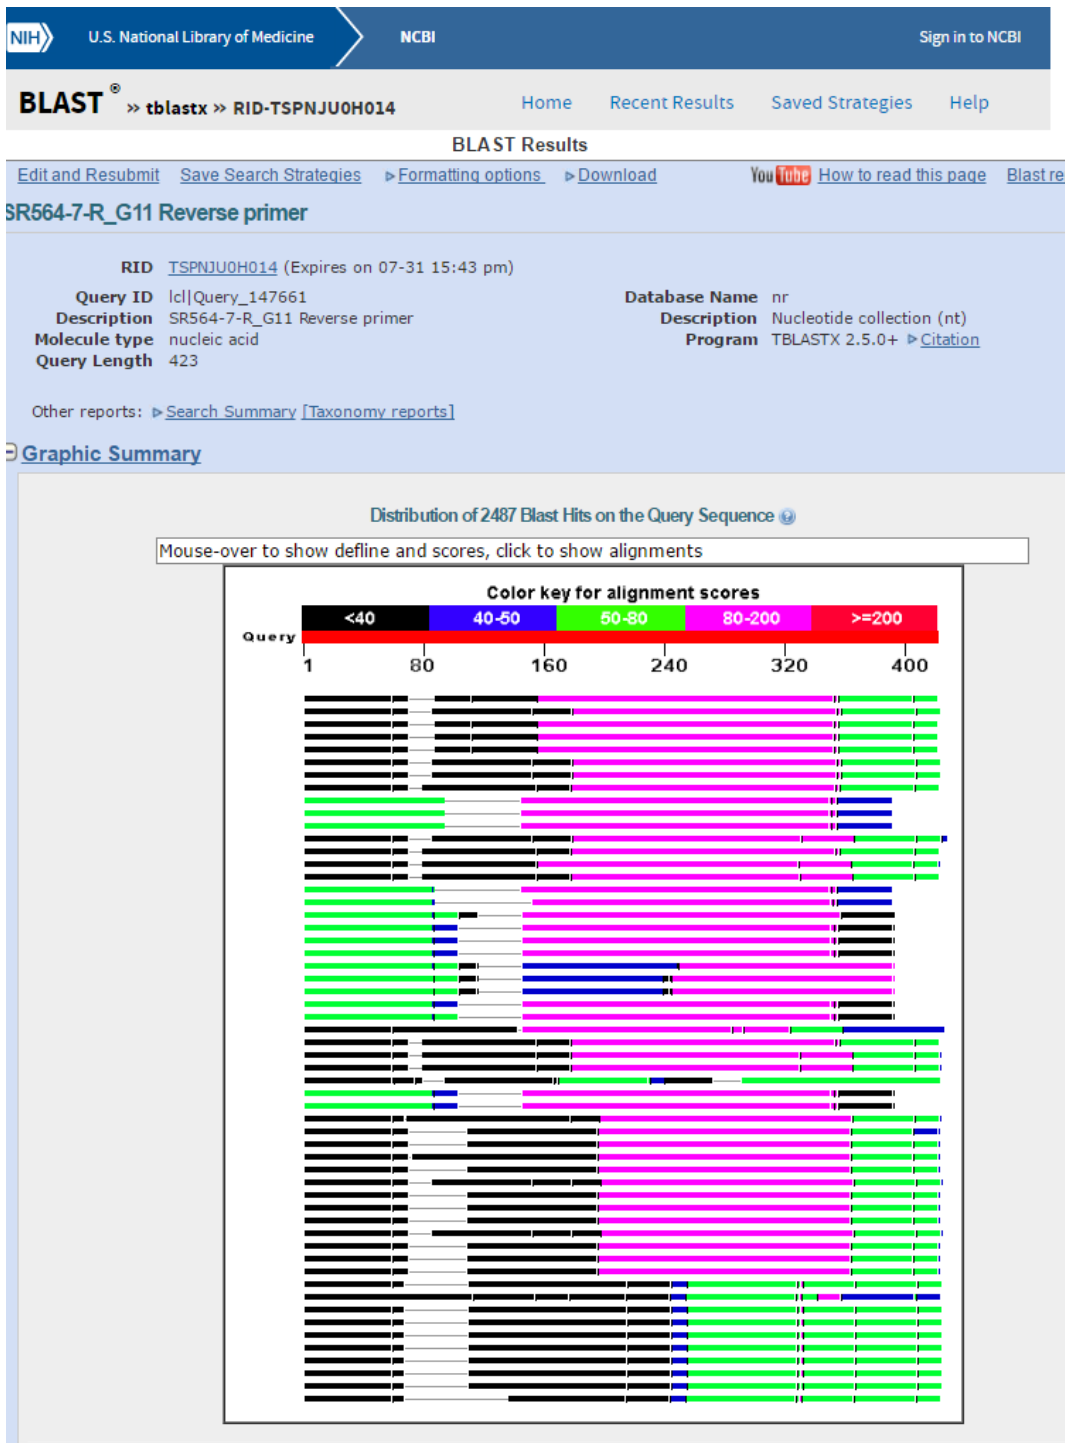 NIH U.S. National Library of Medicine NCBI Sign in to NCBI
BLAST ® » tblastx » RID-TSPNJU0H014 Home Recent Results Saved Strategies Help
BLAST Results
Edit and Resubmit Save Search Strategies Formatting options Download YouTube How to read this page Blast re
SR564-7-R_G11 Reverse primer
RID TSPNJU0H014 (Expires on 07-31 15:43 pm)
Query ID lcl|Query_147661 Database Name nr
Description SR564-7-R_G11 Reverse primer Description Nucleotide collection (nt)
Molecule type nucleic acid Program TBLASTX 2.5.0+ Citation
Query Length 423
Other reports: Search Summary [Taxonomy reports]
Graphic Summary
Distribution of 2487 Blast Hits on the Query Sequence
Mouse-over to show defline and scores, click to show alignments
Color key for alignment scores
<40 40-50 50-80 80-200 >=200
Query
1 80 160 240 320 400